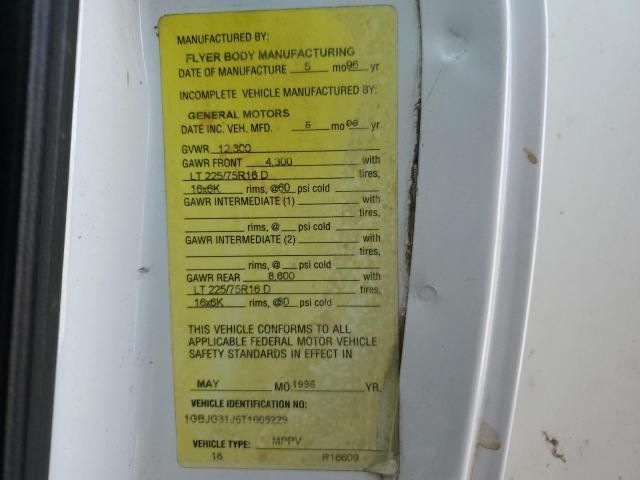 MANUFACTURED BY:
FLYER BODY MANUFACTURING
DATE OF MANUFACTURE 5 mo 96 yr
INCOMPLETE VEHICLE MANUFACTURED BY:
GENERAL MOTORS
DATE INC. VEH. MFD. 5 mo 96 yr
GVWR 12,300
GAWR FRONT 4,300 with
LT 225/75R16 D tires,
16x6K rims, @ 60 psi cold
GAWR INTERMEDIATE (1) with
tires,
rims, @ psi cold
GAWR INTERMEDIATE (2) with
tires,
rims, @ psi cold
GAWR REAR 8,600 with
LT 225/75R16 D tires,
16x6K rims, @ 60 psi cold
THIS VEHICLE CONFORMS TO ALL
APPLICABLE FEDERAL MOTOR VEHICLE
SAFETY STANDARDS IN EFFECT IN
MAY MO. 1996 YR.
VEHICLE IDENTIFICATION NO:
VEHICLE TYPE: MPPV
16 R16609